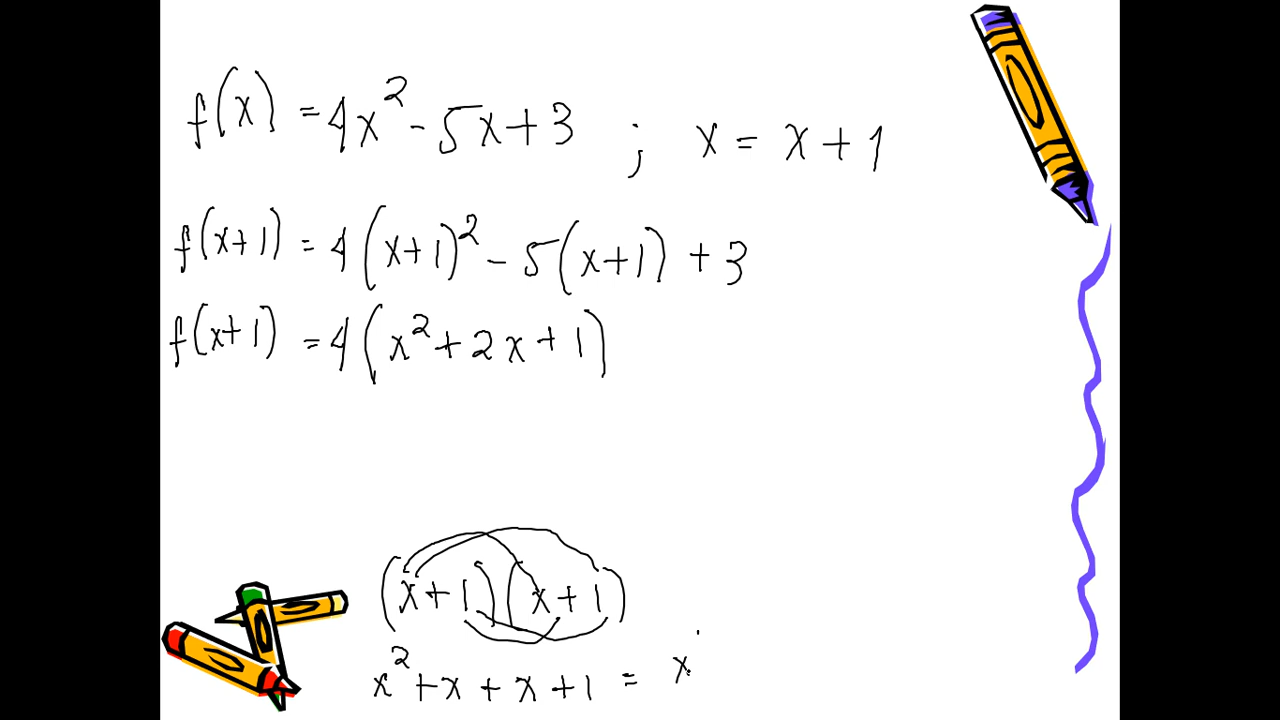 f(x) = 4x² - 5x + 3 ; x = x + 1
f(x+1) = 4(x+1)² - 5(x+1) + 3
f(x+1) = 4(x² + 2x + 1)
(x+1)(x+1)
x² + x + x + 1 = x